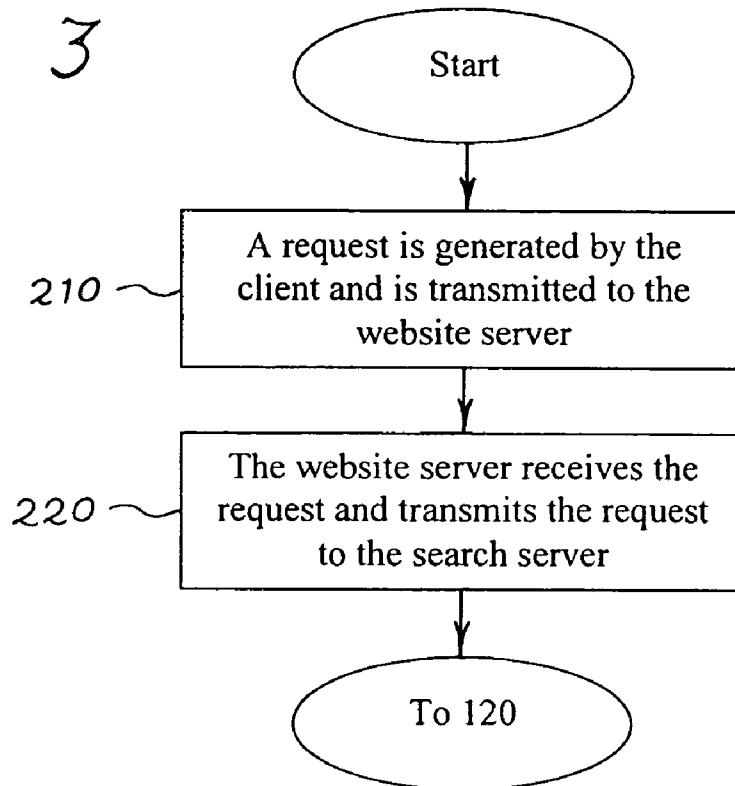 3
Start
210
A request is generated by the
client and is transmitted to the
website server
220
The website server receives the
request and transmits the request
to the search server
To 120